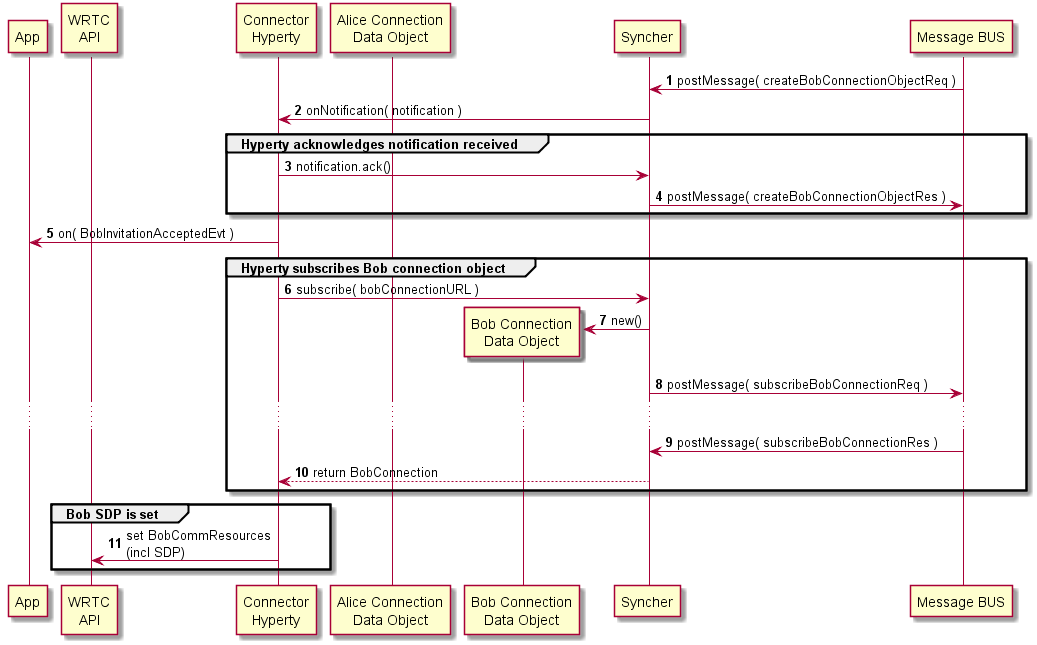 App
WRTC
API
Connector
Hyperty
Alice Connection
Data Object
Syncher
Message BUS
1 postMessage( createBobConnectionObjectReq )
2 onNotification( notification )
Hyperty acknowledges notification received
3 notification.ack()
4 postMessage( createBobConnectionObjectRes )
5 on( BobInvitationAcceptedEvt )
Hyperty subscribes Bob connection object
6 subscribe( bobConnectionURL )
7 new()
Bob Connection
Data Object
8 postMessage( subscribeBobConnectionReq )
9 postMessage( subscribeBobConnectionRes )
10 return BobConnection
Bob SDP is set
11 set BobCommResources
(incl SDP)
App
WRTC
API
Connector
Hyperty
Alice Connection
Data Object
Bob Connection
Data Object
Syncher
Message BUS